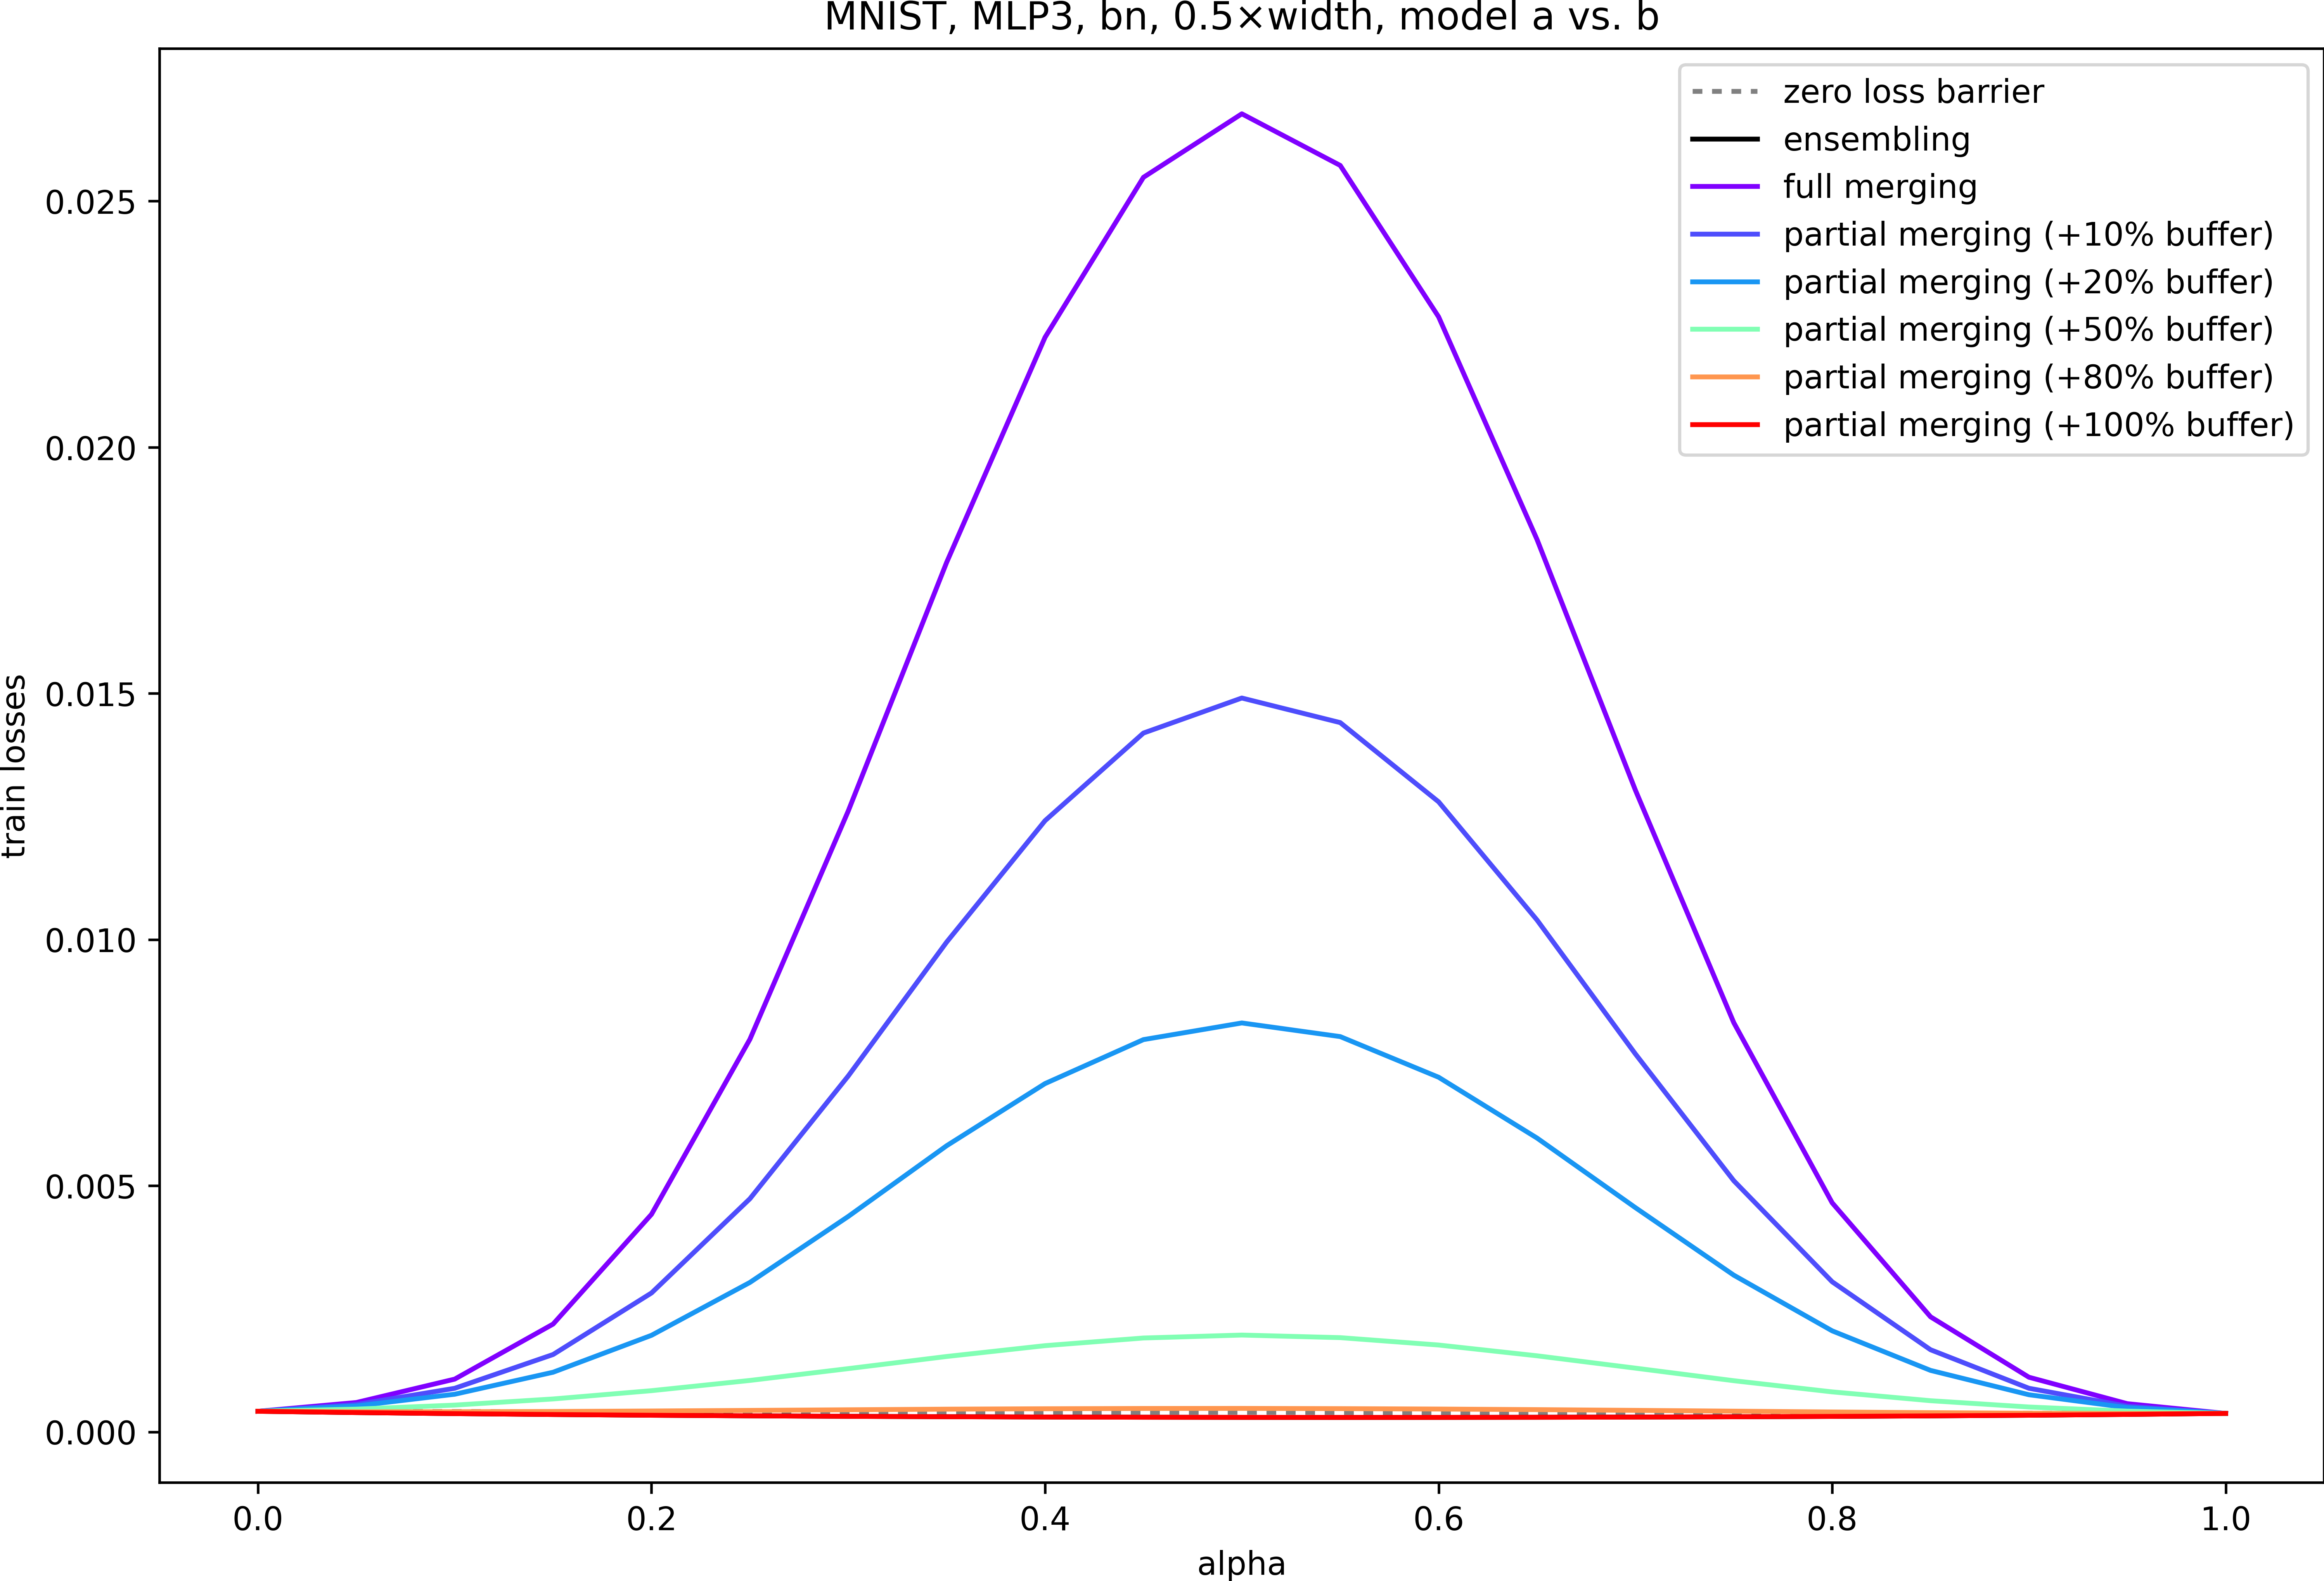 MNIST, MLP3, bn, 0.5×width, model a vs. b
zero loss barrier
ensembling
full merging
partial merging (+10% buffer)
partial merging (+20% buffer)
partial merging (+50% buffer)
partial merging (+80% buffer)
partial merging (+100% buffer)
train losses
0.025
0.020
0.015
0.010
0.005
0.000
0.0 0.2 0.4 0.6 0.8 1.0
alpha